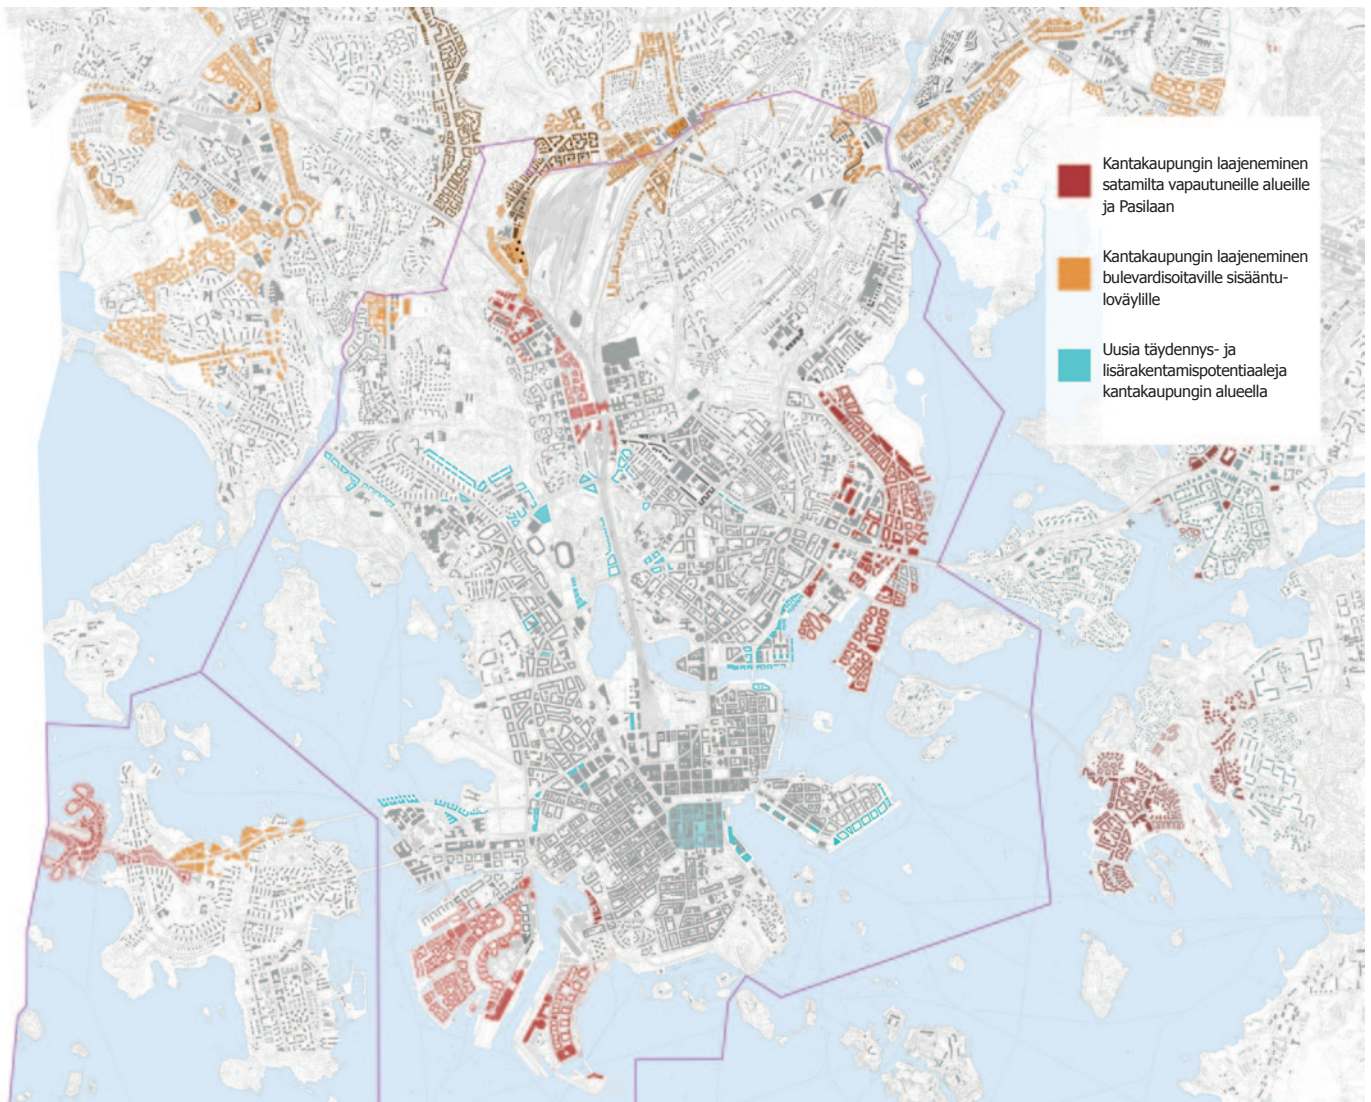 Kantakaupungin laajeneminen
satamilta vapautuneille alueille
ja Pasilaan
Kantakaupungin laajeneminen
bulevardisoitaville sisääntu-
loväylille
Uusia täydennys- ja
lisärakentamispotentiaaleja
kantakaupungin alueella